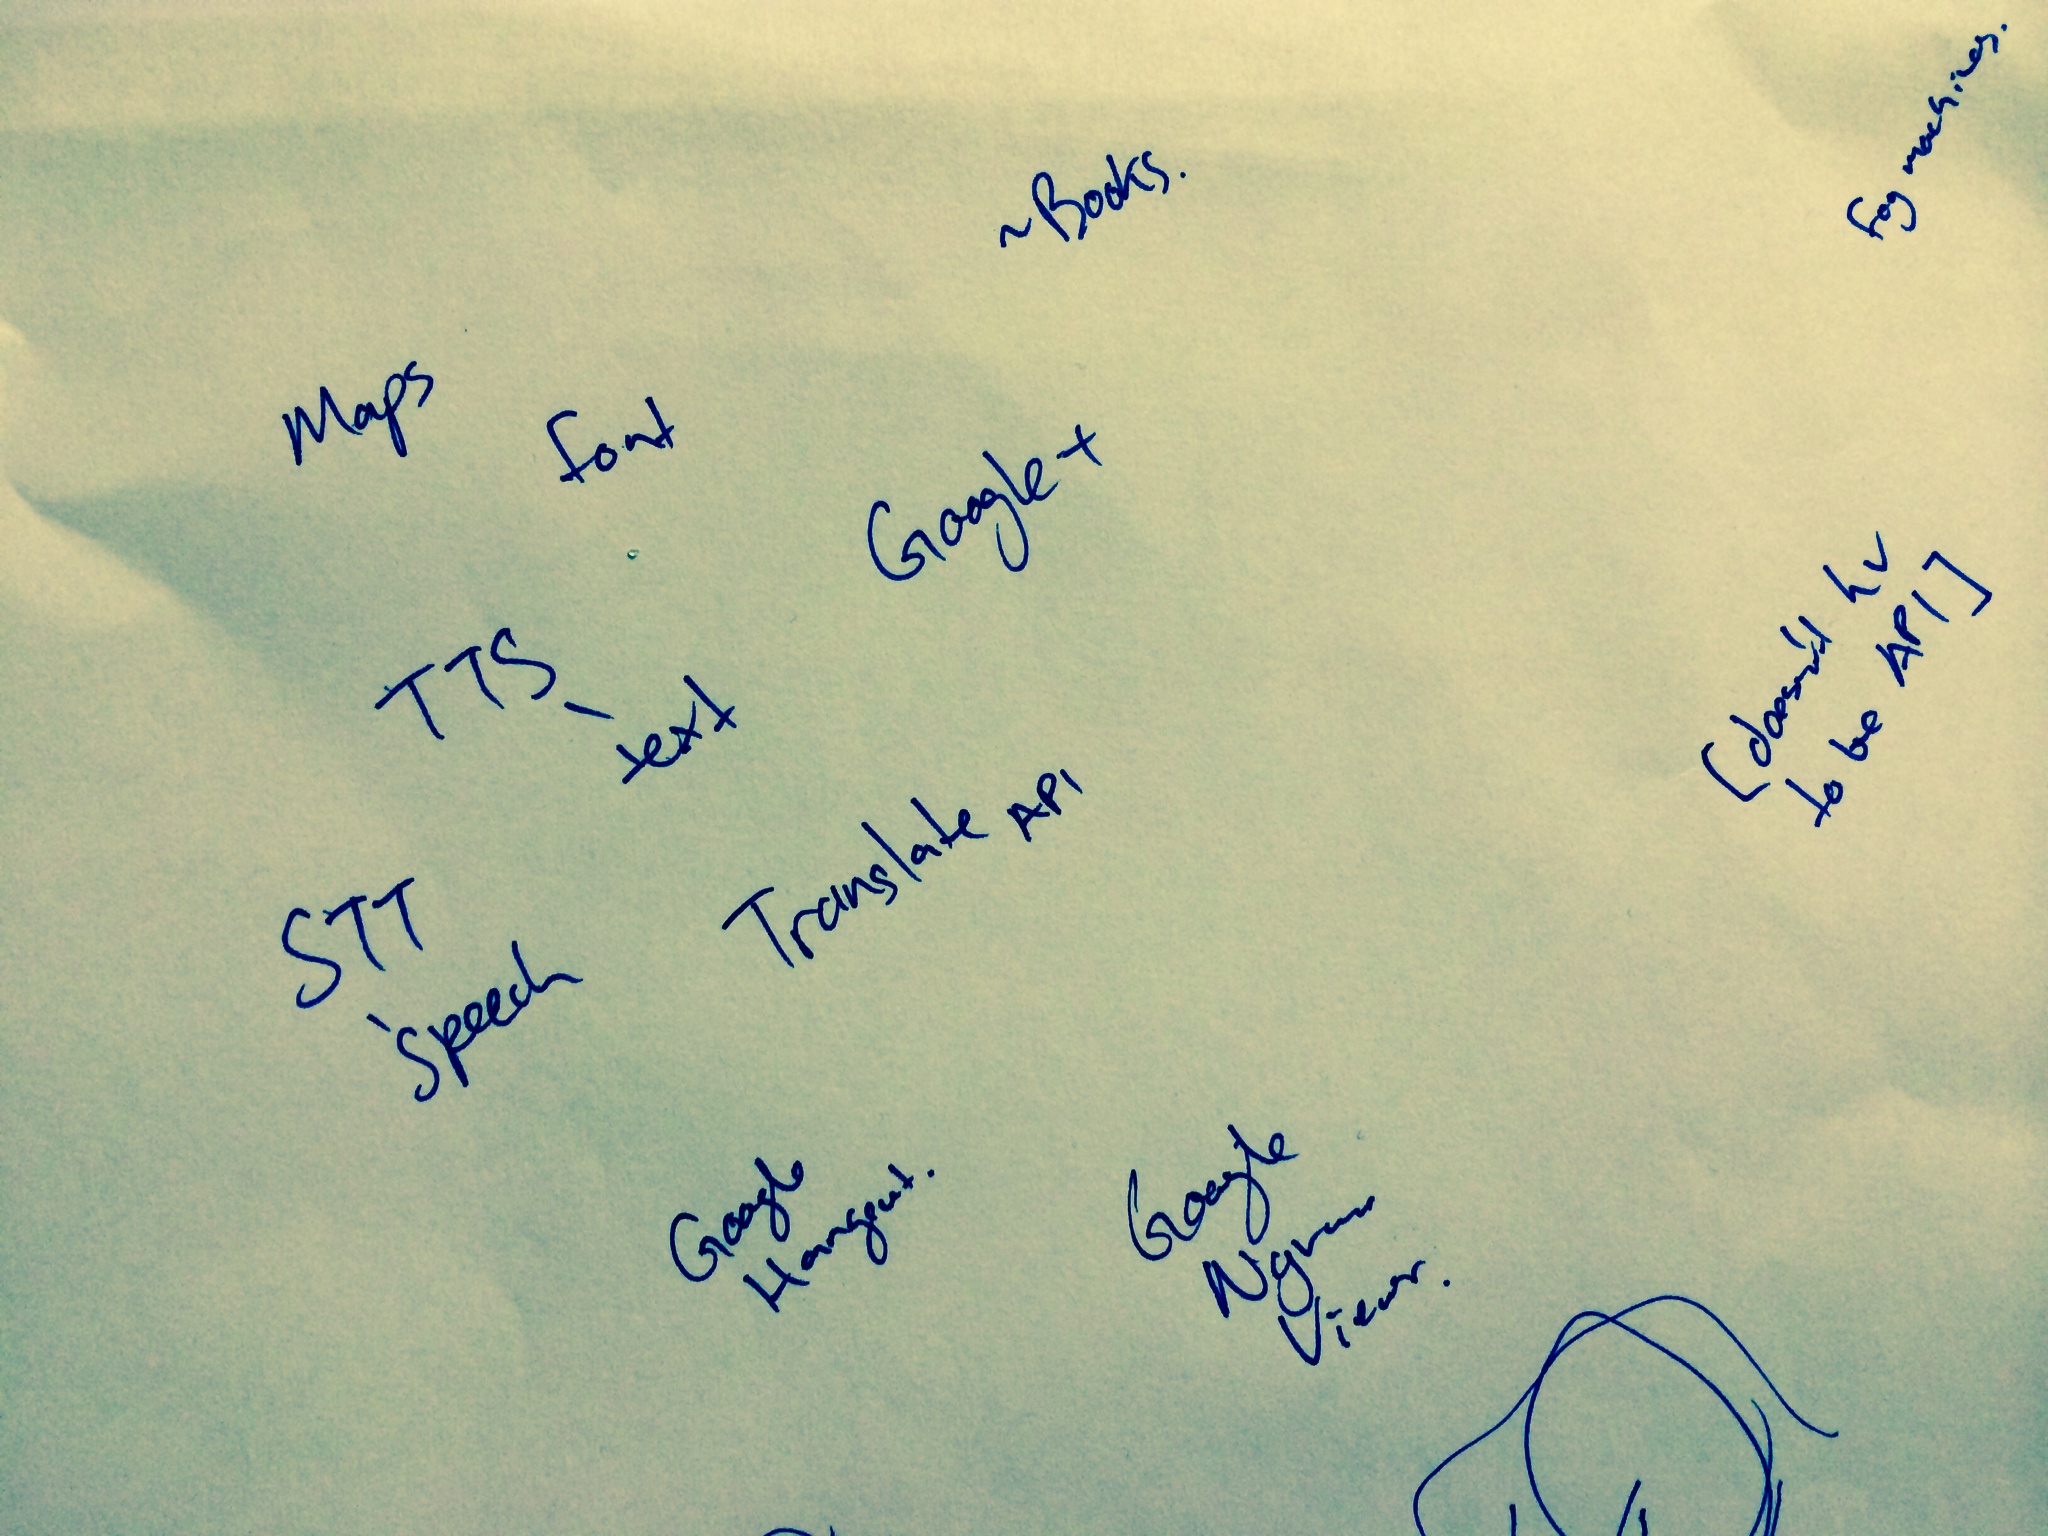 fog machines.
~Books.
Maps
font
Google+
[doesn't hv
to be API]
TTS
text
Translate API
STT
speech
Google
Hangout.
Google
Ngram
Viewer.